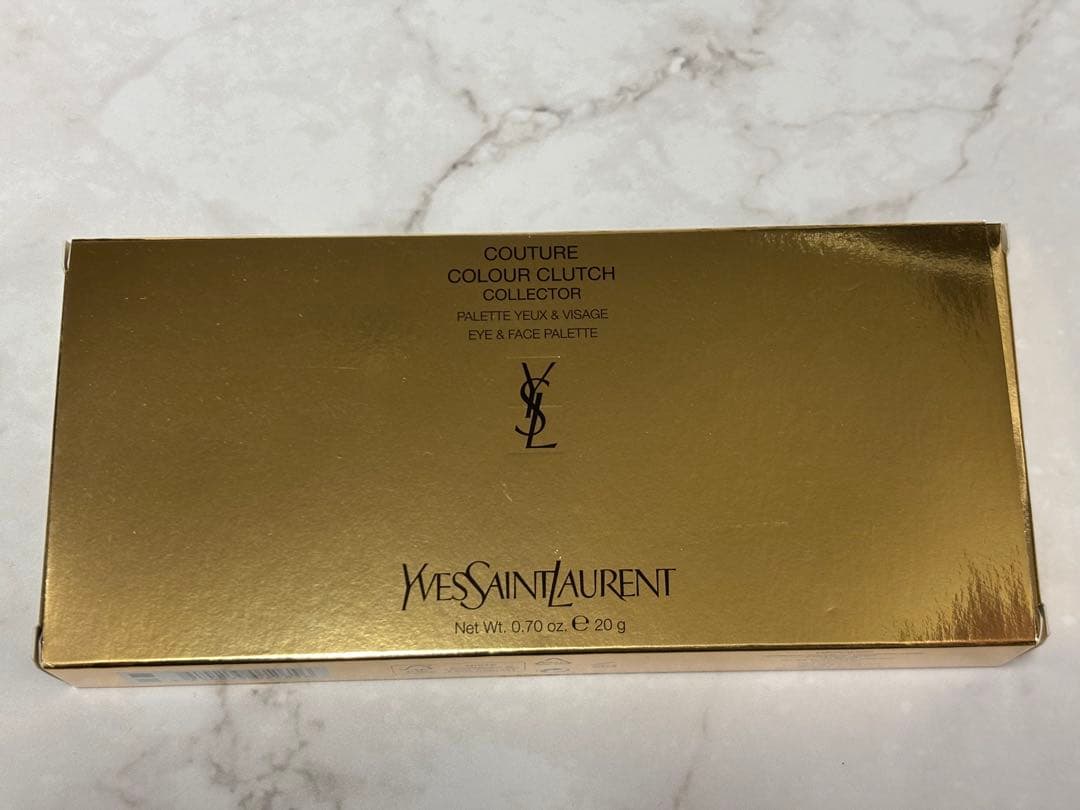 COUTURE
COLOUR CLUTCH
COLLECTOR
PALETTE YEUX & VISAGE
EYE & FACE PALETTE
YSL
YVESSAINTLAURENT
Net Wt. 0.70 oz. ℮ 20 g